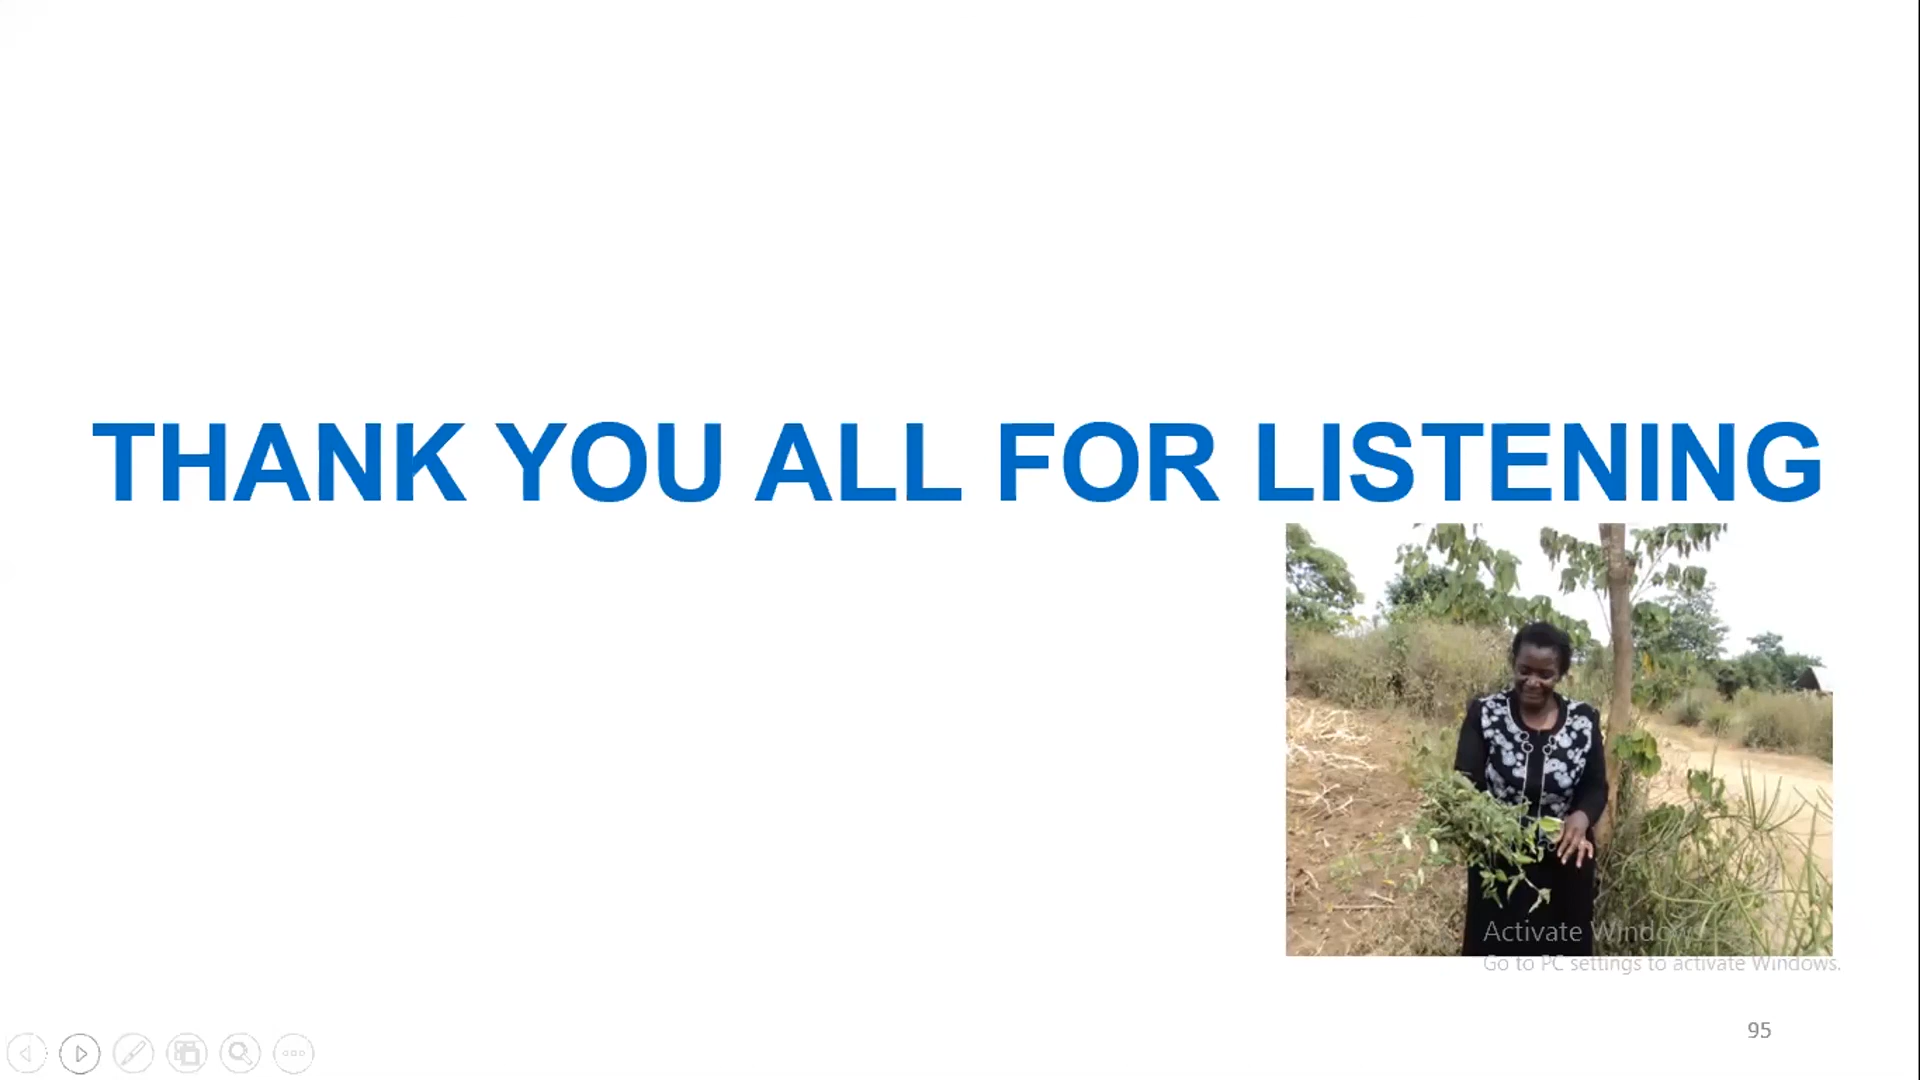 THANK YOU ALL FOR LISTENING
Activate Windows
Go to PC settings to activate Windows.
95